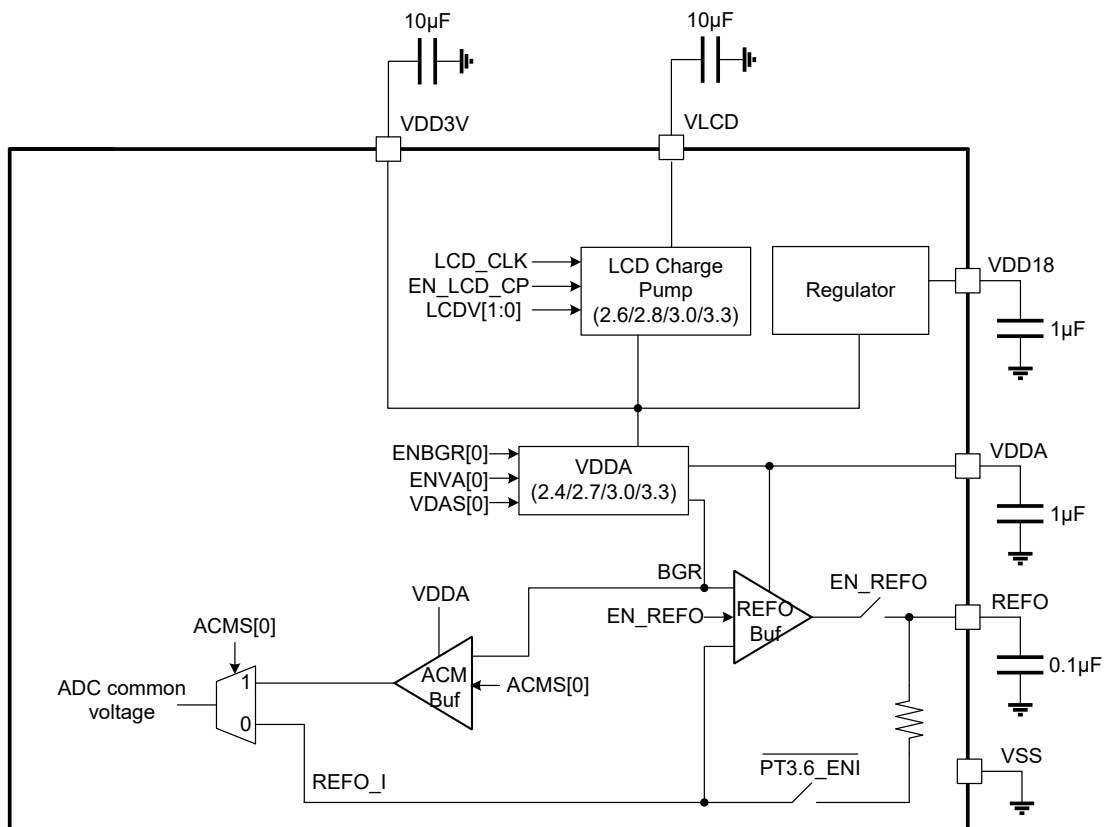 10µF
10µF
VDD3V
VLCD
LCD_CLK
EN_LCD_CP
LCDV[1:0]
LCD Charge
Pump
(2.6/2.8/3.0/3.3)
Regulator
VDD18
1µF
ENBGR[0]
ENVA[0]
VDAS[0]
VDDA
(2.4/2.7/3.0/3.3)
VDDA
1µF
BGR
EN_REFO
REFO
Buf
EN_REFO
REFO
0.1µF
VDDA
ACMS[0]
ACM
Buf
ACMS[0]
ADC common
voltage
1
0
REFO_I
PT3.6_ENI
VSS